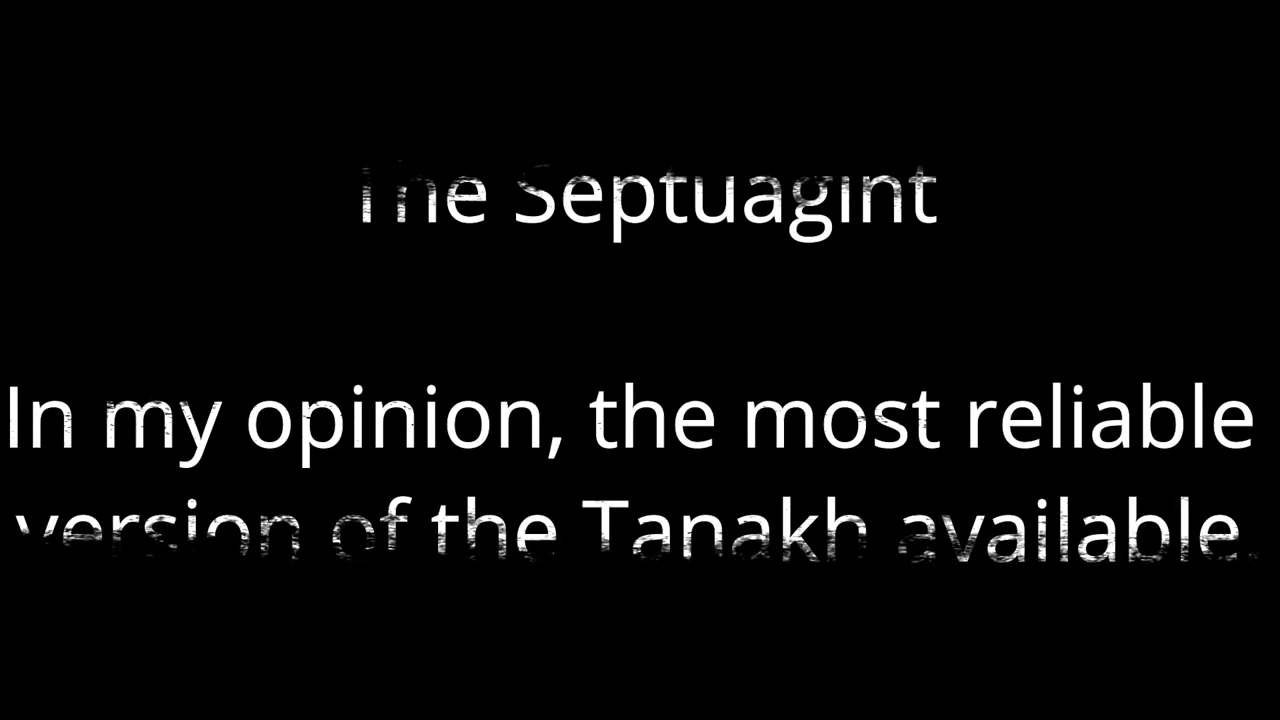 The Septuagint
In my opinion, the most reliable
version of the Tanakh available.